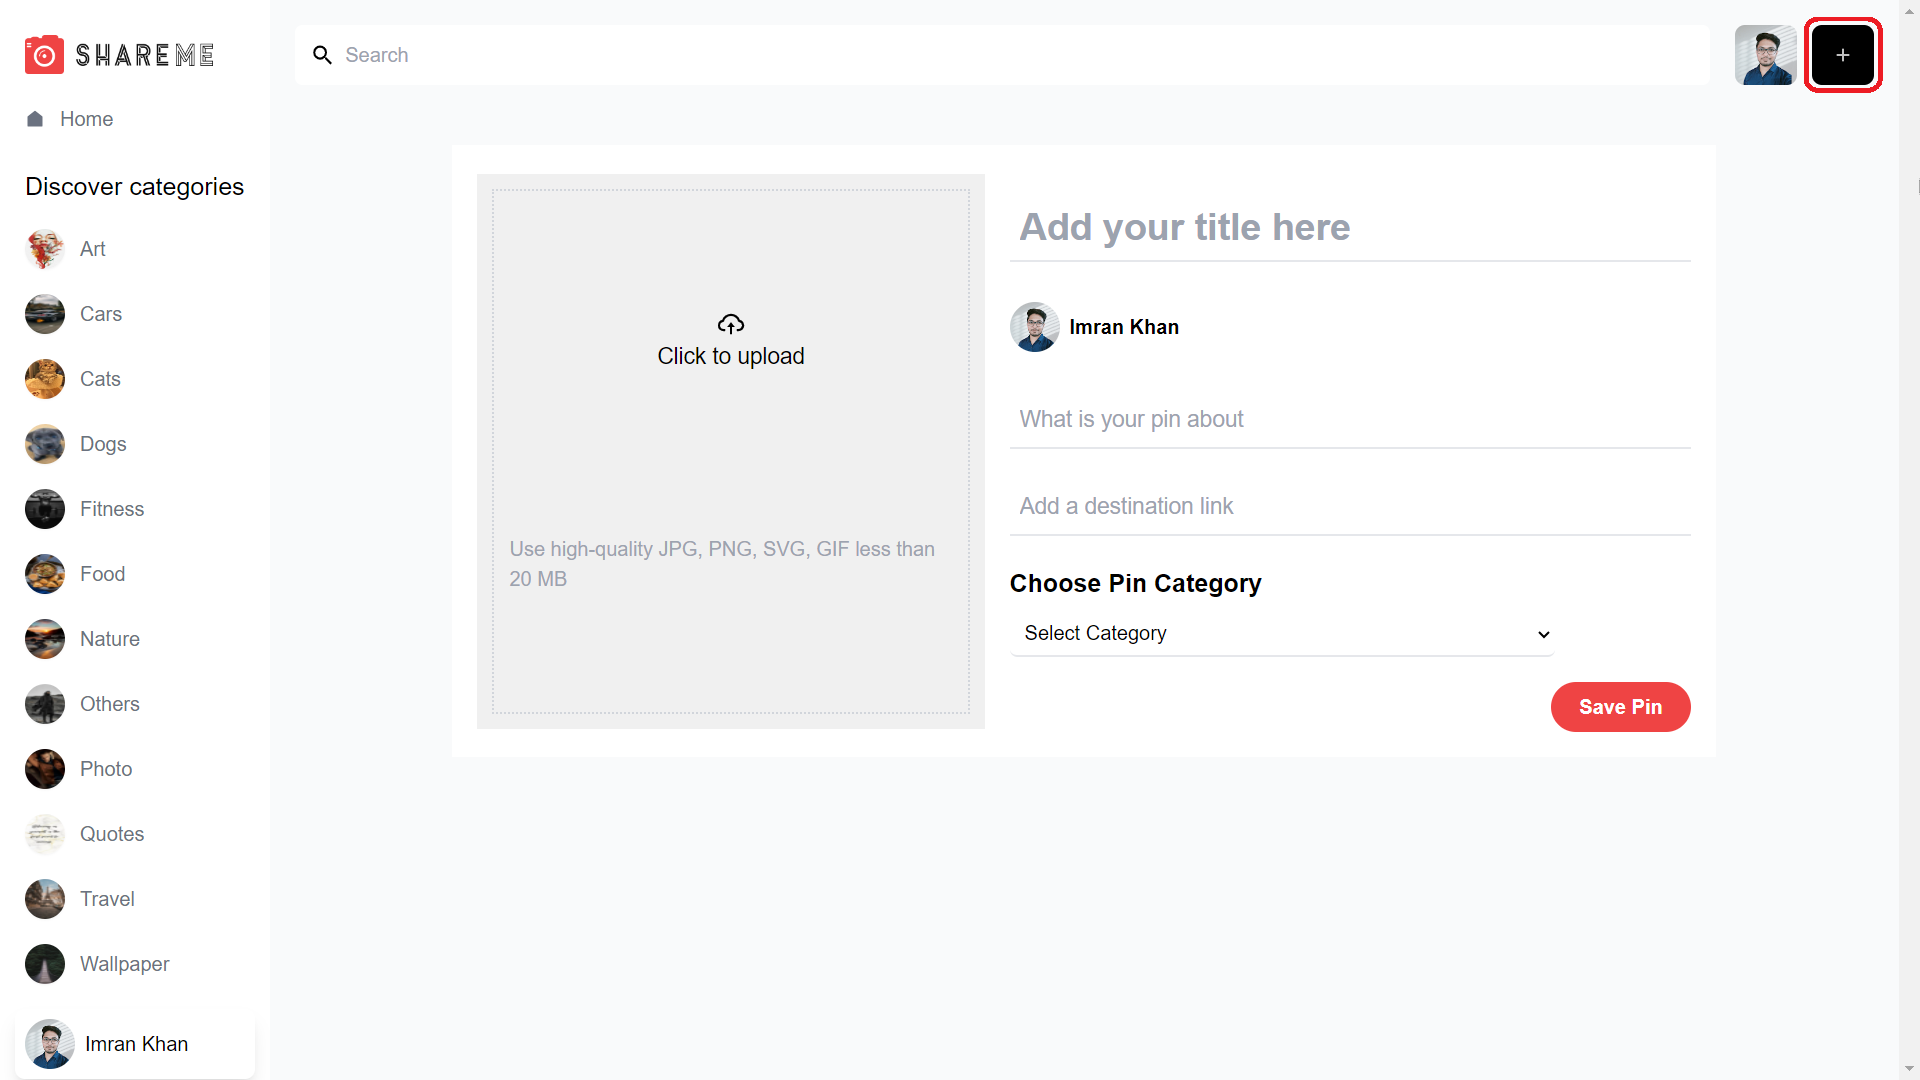 SHAREME
Search
+
Home
Discover categories
Art
Cars
Cats
Dogs
Fitness
Food
Nature
Others
Photo
Quotes
Travel
Wallpaper
Imran Khan
Click to upload
Use high-quality JPG, PNG, SVG, GIF less than
20 MB
Add your title here
Imran Khan
What is your pin about
Add a destination link
Choose Pin Category
Select Category
Save Pin